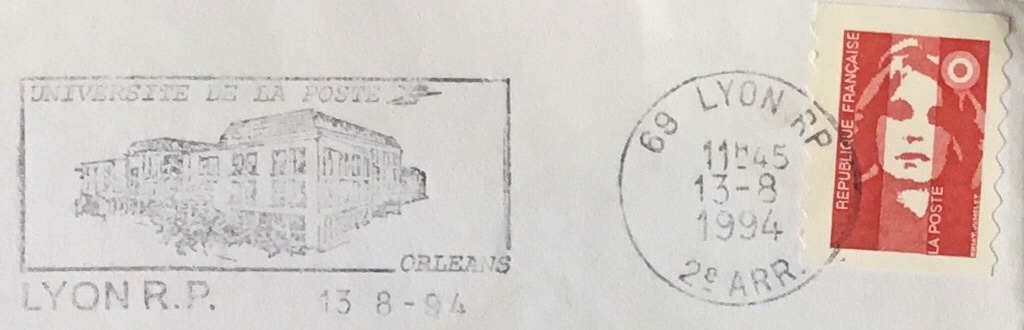 UNIVERSITE DE LA POSTE
ORLEANS
LYON R.P. 13 8-94
69 LYON RP
11H45
13-8
1994
2e ARR.
REPUBLIQUE FRANÇAISE
LA POSTE